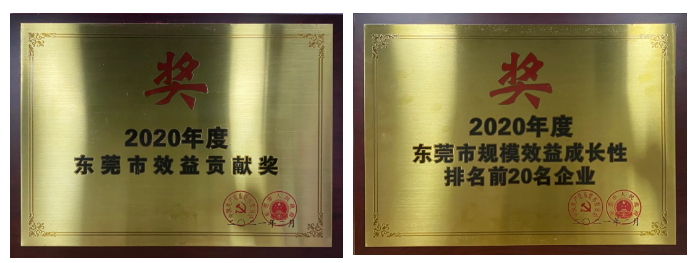 奖
2020年度
东莞市效益贡献奖
奖
2020年度
东莞市规模效益成长性
排名前20名企业